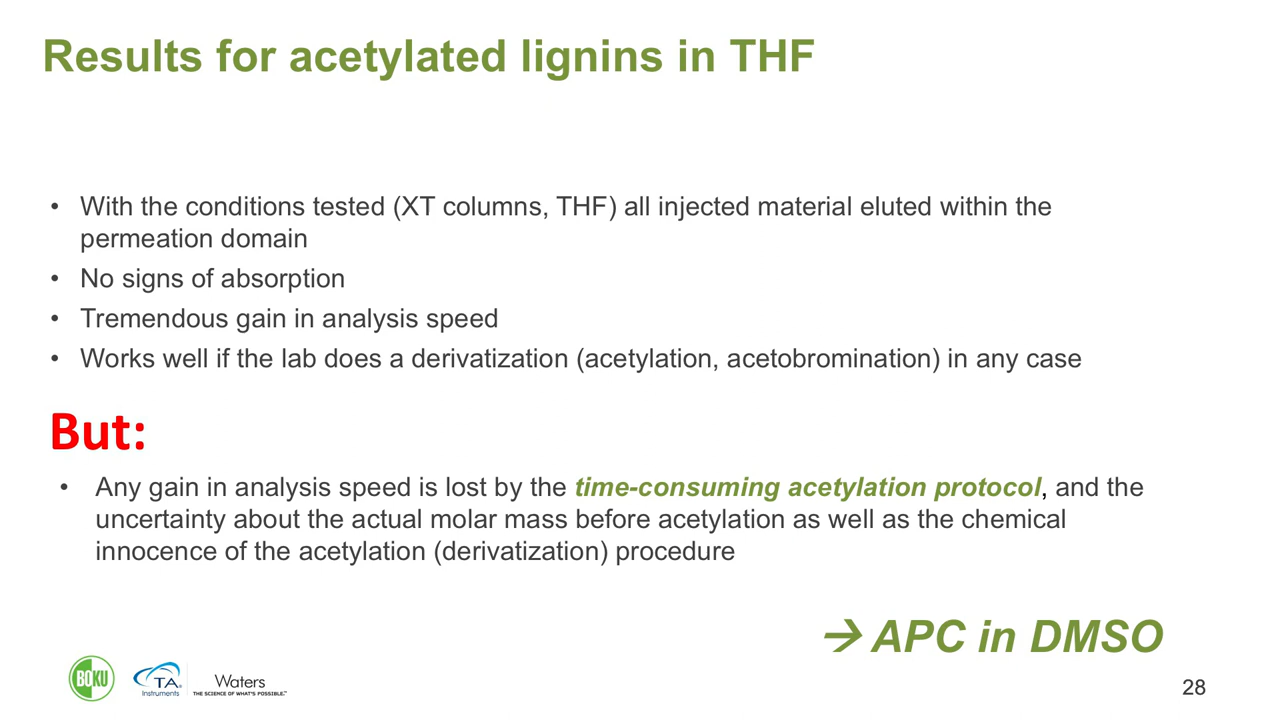 Results for acetylated lignins in THF
• With the conditions tested (XT columns, THF) all injected material eluted within the
permeation domain
• No signs of absorption
• Tremendous gain in analysis speed
• Works well if the lab does a derivatization (acetylation, acetobromination) in any case
But:
• Any gain in analysis speed is lost by the time-consuming acetylation protocol, and the
uncertainty about the actual molar mass before acetylation as well as the chemical
innocence of the acetylation (derivatization) procedure
→ APC in DMSO
BOKU
TA
Instruments
Waters
THE SCIENCE OF WHAT'S POSSIBLE.™
28